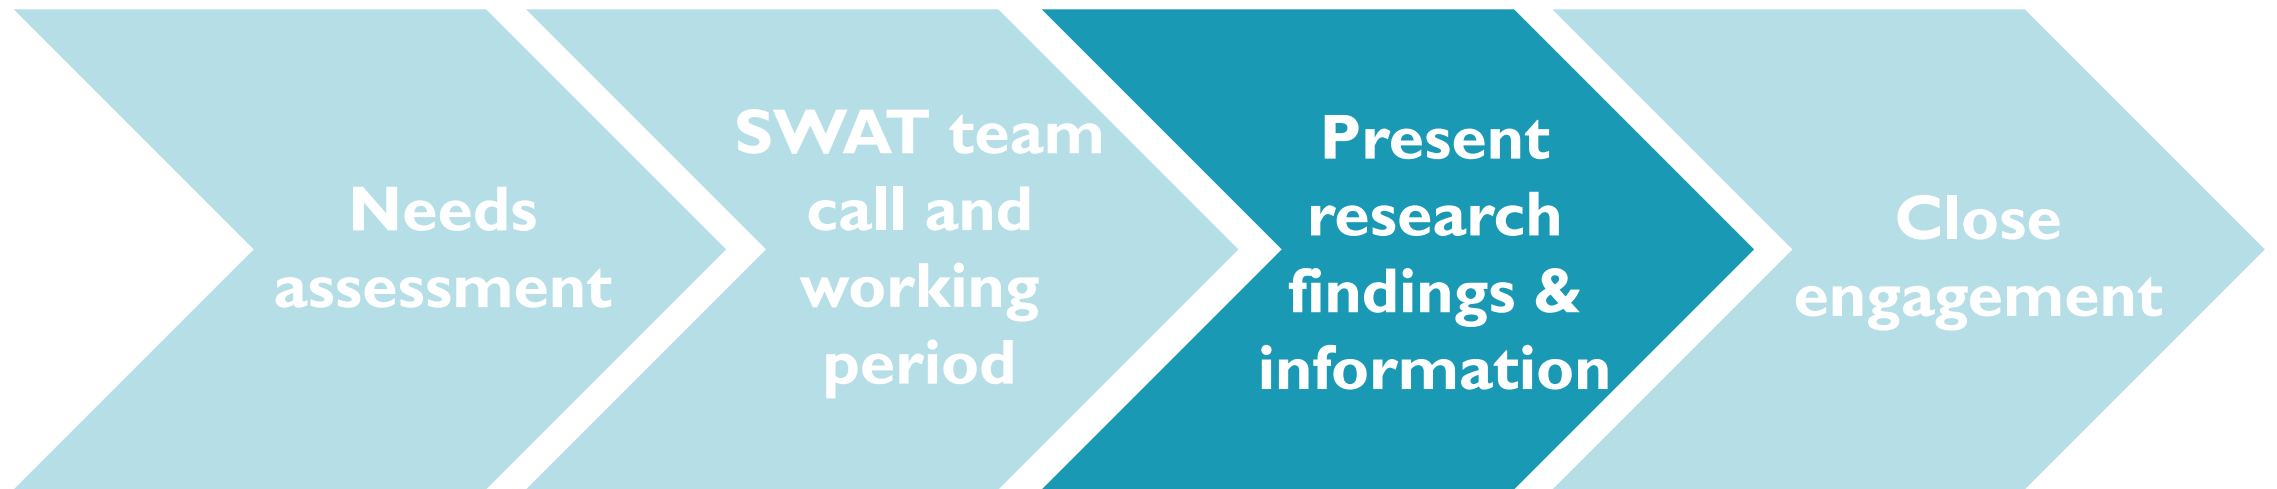 Needs
assessment
SWAT team
call and
working
period
Present
research
findings &
information
Close
engagement